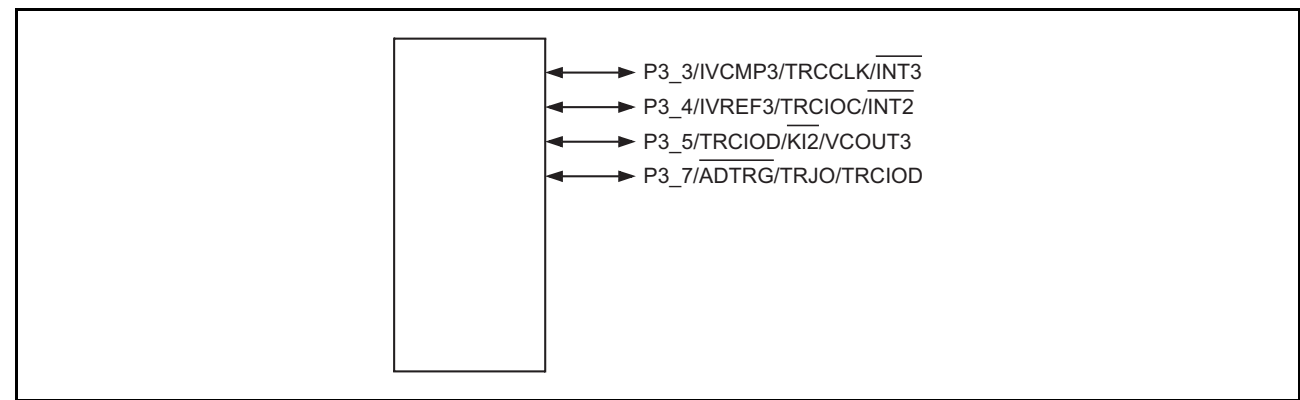 P3_3/IVCMP3/TRCCLK/INT3
P3_4/IVREF3/TRCIOC/INT2
P3_5/TRCIOD/KI2/VCOUT3
P3_7/ADTRG/TRJO/TRCIOD